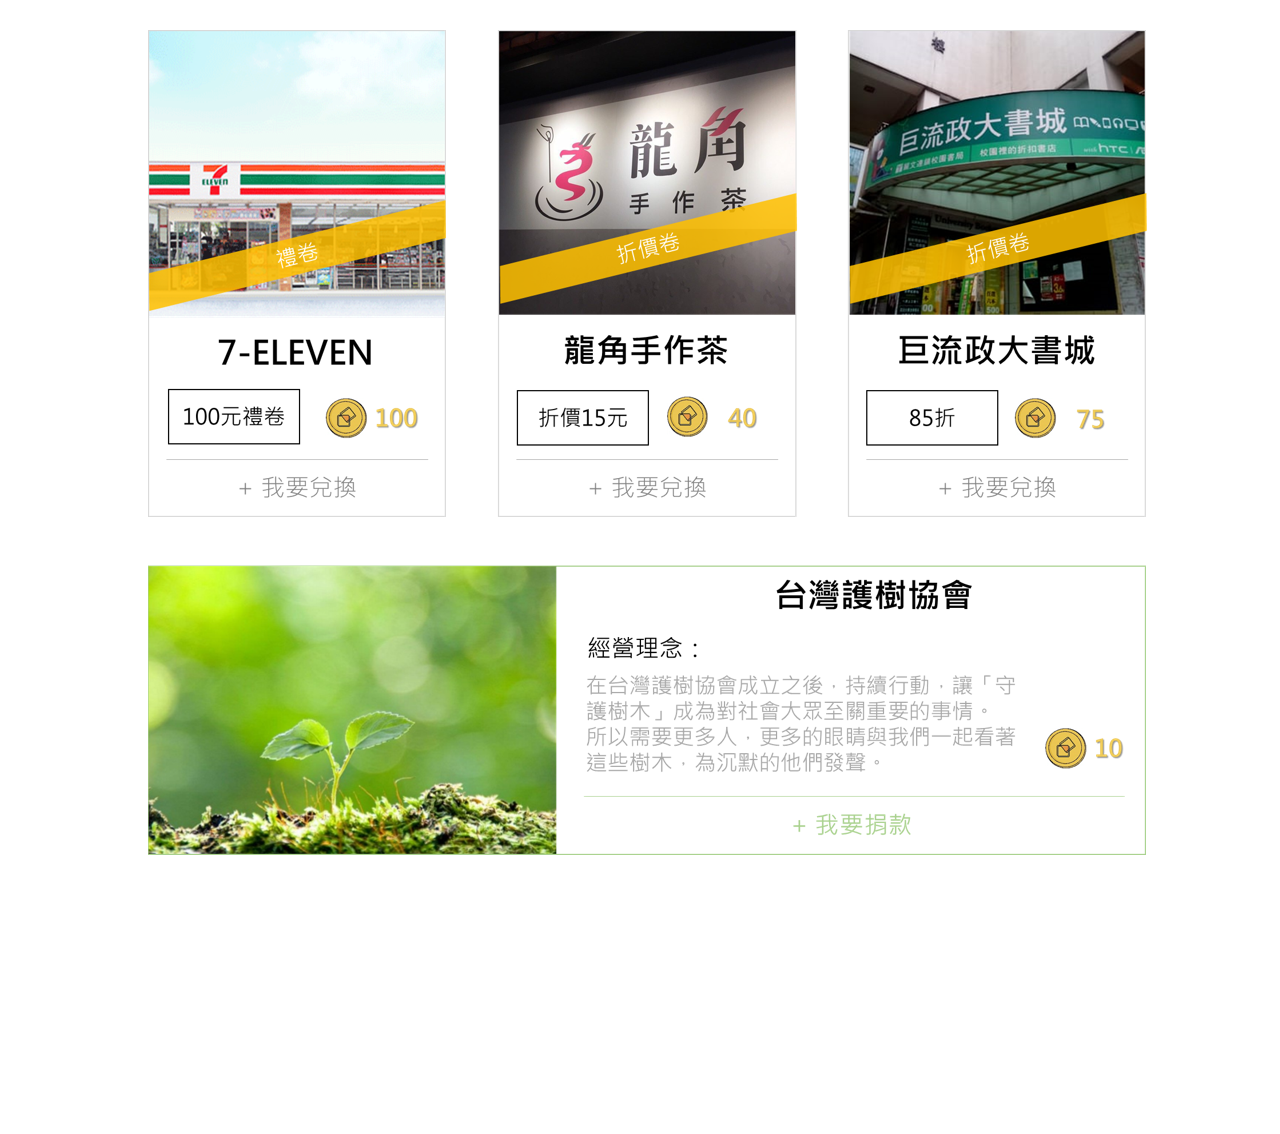 7
ELEVEN
禮卷
7-ELEVEN
100元禮卷
100
+ 我要兌換
龍角
手作茶
折價卷
龍角手作茶
折價15元
40
+ 我要兌換
巨流政大書城
校園裡的折扣書店
hTC
折價卷
巨流政大書城
85折
75
+ 我要兌換
台灣護樹協會
經營理念：
在台灣護樹協會成立之後，持續行動，讓「守
護樹木」成為對社會大眾至關重要的事情。
所以需要更多人，更多的眼睛與我們一起看著
這些樹木，為沉默的他們發聲。
10
+ 我要捐款